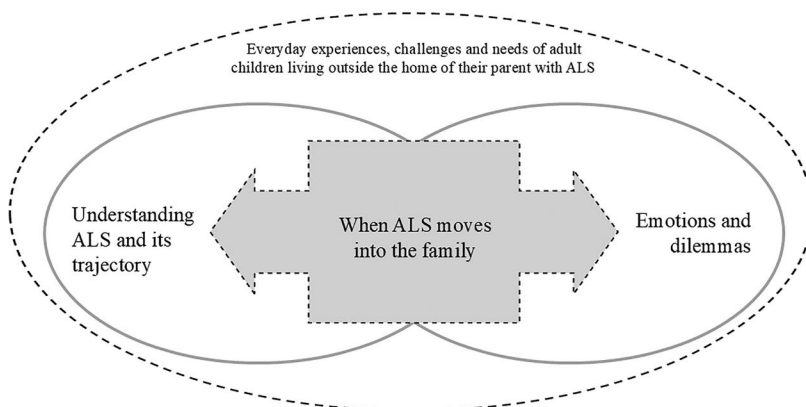 Everyday experiences, challenges and needs of adult
children living outside the home of their parent with ALS
Understanding
ALS and its
trajectory
When ALS moves
into the family
Emotions and
dilemmas